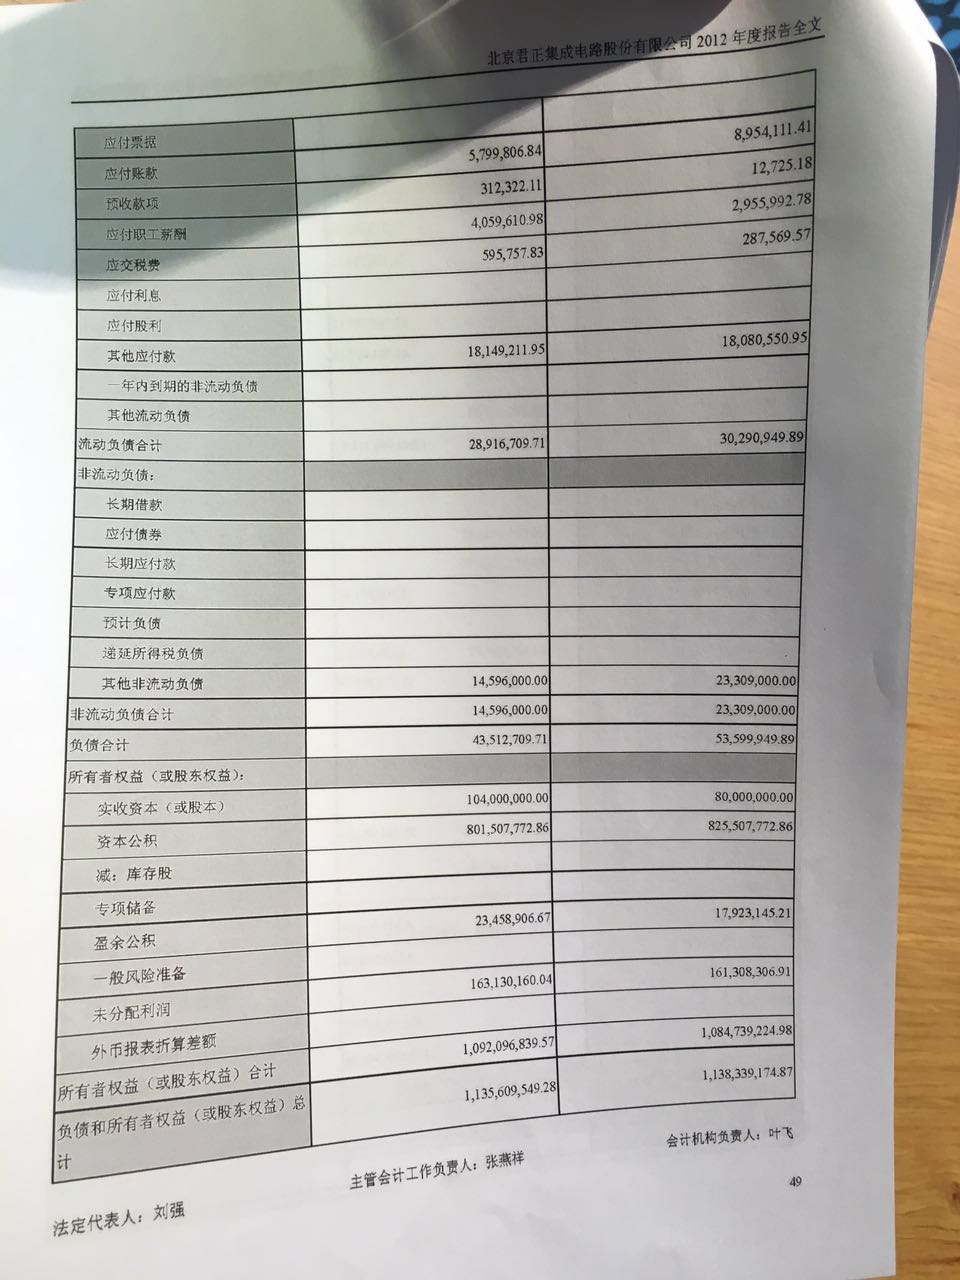 北京君正集成电路股份有限公司 2012 年度报告全文
应付票据
应付账款 5,799,806.84 8,954,111.41
预收款项 312,322.11 12,725.18
应付职工薪酬 4,059,610.98 2,955,992.78
应交税费 595,757.83 287,569.57
应付利息
应付股利
其他应付款 18,149,211.95 18,080,550.95
一年内到期的非流动负债
其他流动负债
流动负债合计 28,916,709.71 30,290,949.89
非流动负债：
长期借款
应付债券
长期应付款
专项应付款
预计负债
递延所得税负债
其他非流动负债 14,596,000.00 23,309,000.00
非流动负债合计 14,596,000.00 23,309,000.00
负债合计 43,512,709.71 53,599,949.89
所有者权益（或股东权益）：
实收资本（或股本） 104,000,000.00 80,000,000.00
资本公积 801,507,772.86 825,507,772.86
减：库存股
专项储备
盈余公积 23,458,906.67 17,923,145.21
一般风险准备
未分配利润 163,130,160.04 161,308,306.91
外币报表折算差额
所有者权益（或股东权益）合计 1,092,096,839.57 1,084,739,224.98
负债和所有者权益（或股东权益）总 1,135,609,549.28 1,138,339,174.87
计
法定代表人：刘强 主管会计工作负责人：张燕祥 会计机构负责人：叶飞
49